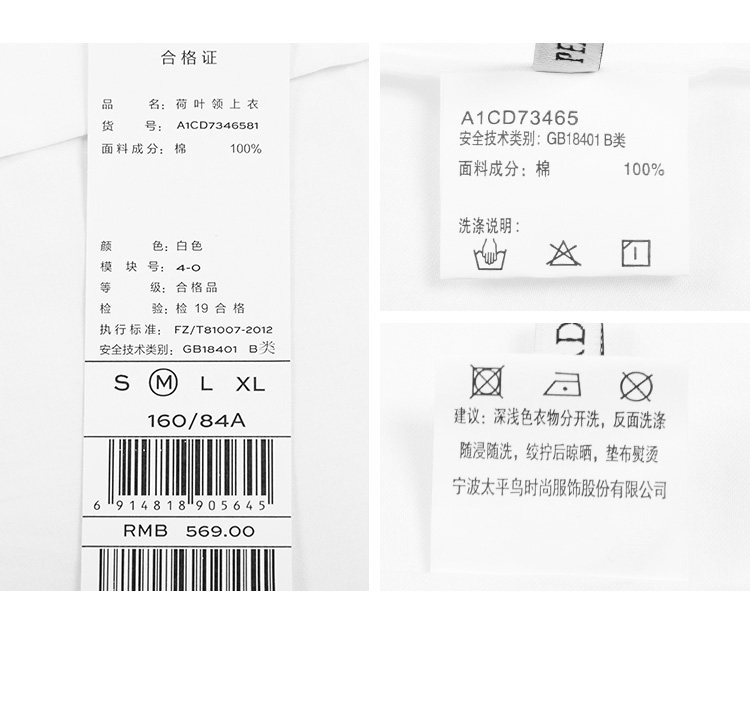 合格证
品 名：荷叶领上衣
货 号：A1CD7346581
面料成分：棉 100%
颜 色：白色
模 块 号：4-0
等 级：合格品
检 验：检 19 合格
执行标准：FZ/T81007-2012
安全技术类别：GB18401 B类
S M L XL
160/84A
6 914818 905645
RMB 569.00
PE
A1CD73465
安全技术类别：GB18401 B类
面料成分：棉 100%
洗涤说明：
D
建议：深浅色衣物分开洗，反面洗涤
随浸随洗，绞拧后晾晒，垫布熨烫
宁波太平鸟时尚服饰股份有限公司